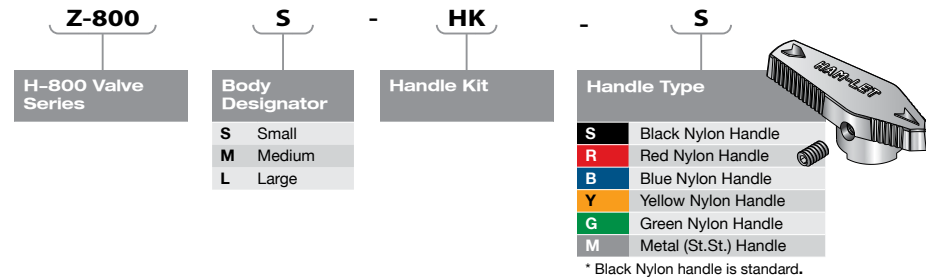 Z-800 S - HK - S
H-800 Valve
Series
Body
Designator
Handle Kit
Handle Type
S Small
M Medium
L Large
S Black Nylon Handle
R Red Nylon Handle
B Blue Nylon Handle
Y Yellow Nylon Handle
G Green Nylon Handle
M Metal (St.St.) Handle
* Black Nylon handle is standard.
HAM-LET